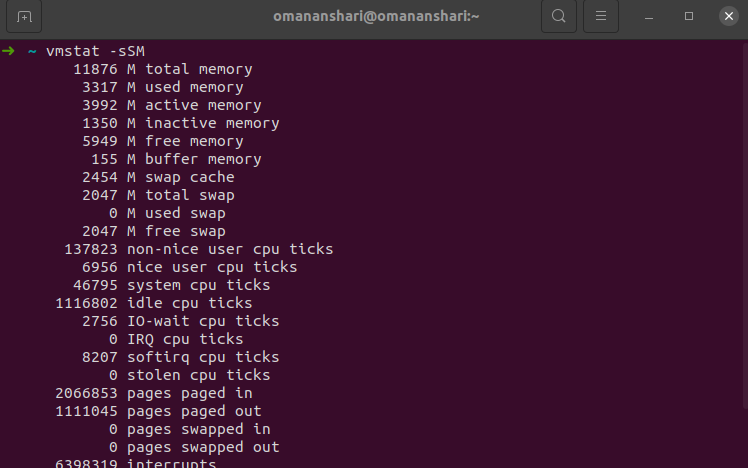 omananshari@omananshari:~
➜ ~ vmstat -sSM
11876 M total memory
3317 M used memory
3992 M active memory
1350 M inactive memory
5949 M free memory
155 M buffer memory
2454 M swap cache
2047 M total swap
0 M used swap
2047 M free swap
137823 non-nice user cpu ticks
6956 nice user cpu ticks
46795 system cpu ticks
1116802 idle cpu ticks
2756 IO-wait cpu ticks
0 IRQ cpu ticks
8207 softirq cpu ticks
0 stolen cpu ticks
2066853 pages paged in
1111045 pages paged out
0 pages swapped in
0 pages swapped out
6398319 interrupts